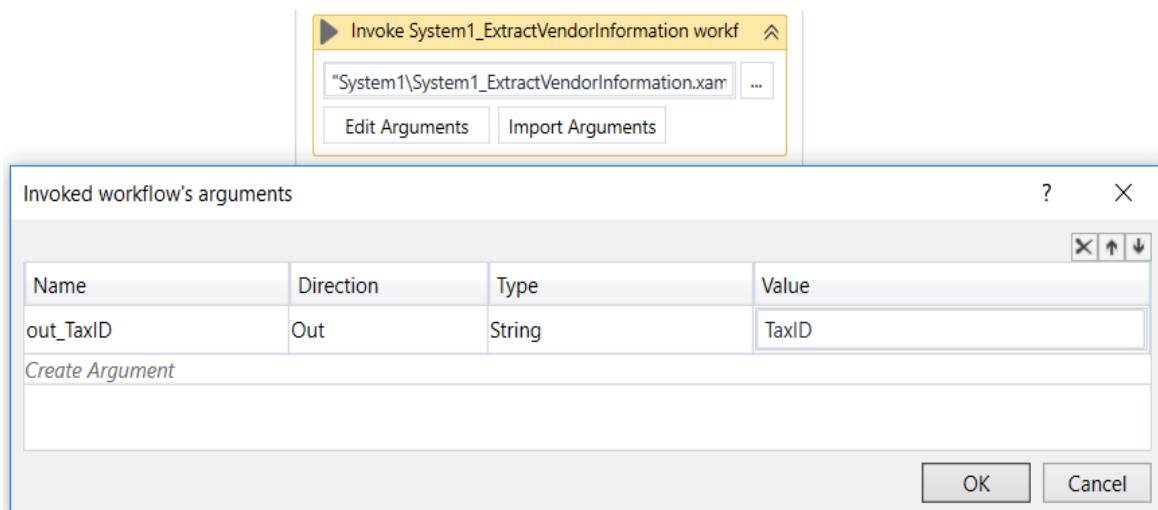 Invoke System1_ExtractVendorInformation workf
"System1\System1_ExtractVendorInformation.xam
...
Edit Arguments Import Arguments
Invoked workflow's arguments ?
Name Direction Type Value
out_TaxID Out String TaxID
Create Argument
OK Cancel